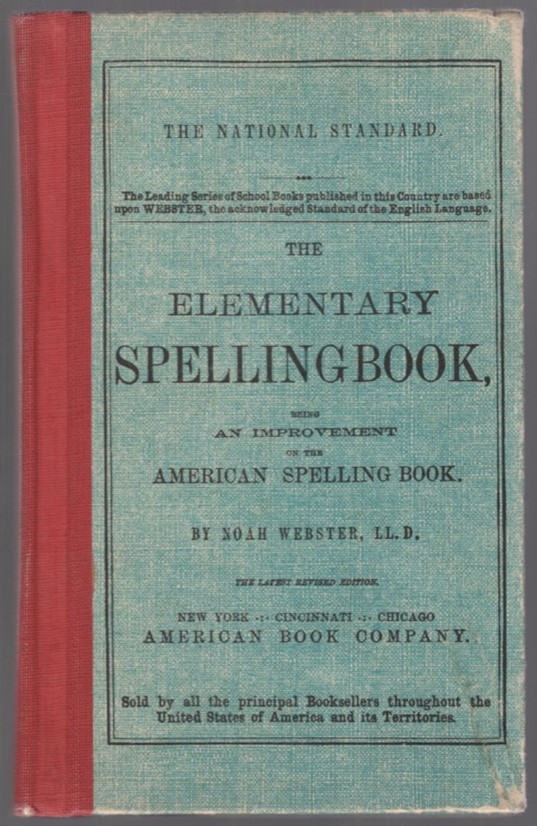 THE NATIONAL STANDARD.
The Leading Series of School Books published in this Country are based
upon WEBSTER, the acknowledged Standard of the English Language.
THE
ELEMENTARY
SPELLING BOOK,
BEING
AN IMPROVEMENT
ON THE
AMERICAN SPELLING BOOK.
BY NOAH WEBSTER, LL.D.
THE LATEST REVISED EDITION.
NEW YORK ·:· CINCINNATI ·:· CHICAGO
AMERICAN BOOK COMPANY.
Sold by all the principal Booksellers throughout the
United States of America and its Territories.